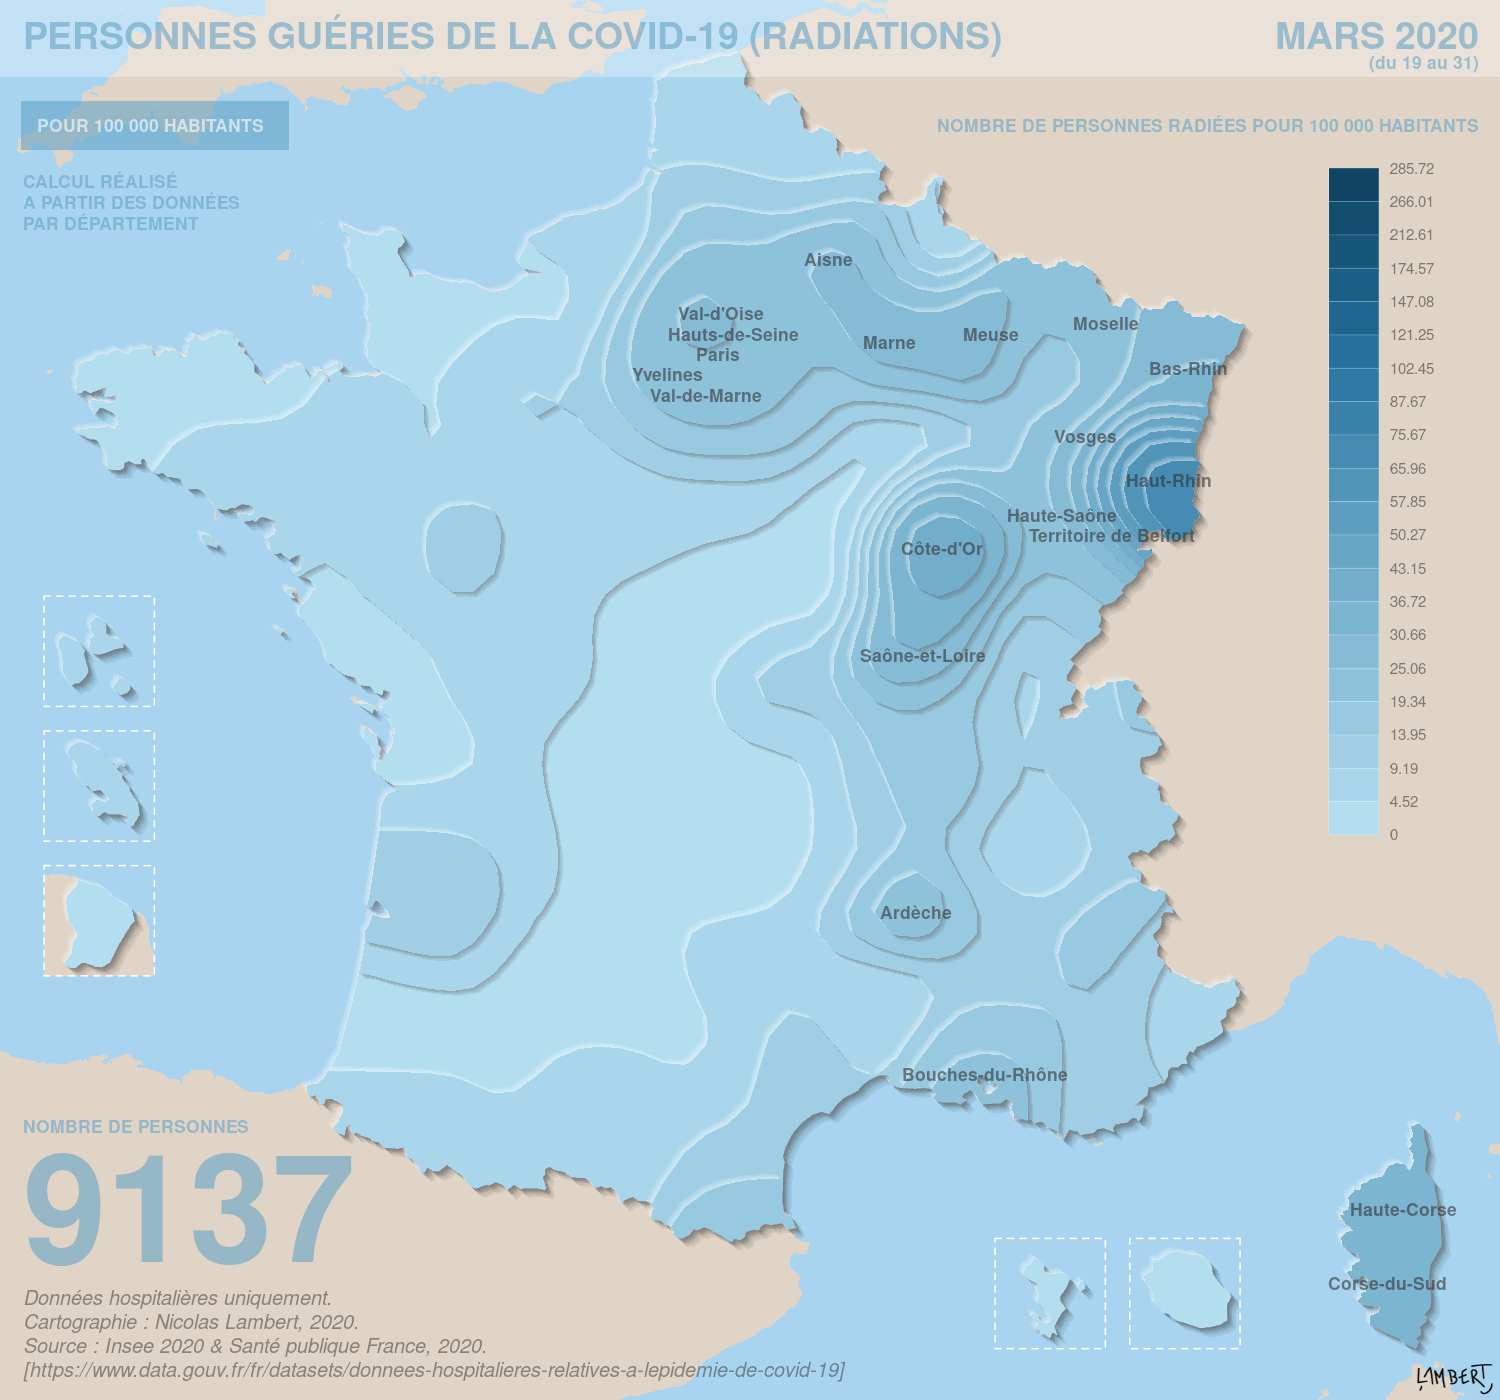 PERSONNES GUÉRIES DE LA COVID-19 (RADIATIONS)
MARS 2020
(du 19 au 31)
POUR 100 000 HABITANTS
NOMBRE DE PERSONNES RADIÉES POUR 100 000 HABITANTS
CALCUL RÉALISÉ
A PARTIR DES DONNÉES
PAR DÉPARTEMENT
285.72
266.01
212.61
174.57
147.08
121.25
102.45
87.67
75.67
65.96
57.85
50.27
43.15
36.72
30.66
25.06
19.34
13.95
9.19
4.52
0
Aisne
Val-d'Oise
Hauts-de-Seine
Paris
Yvelines
Val-de-Marne
Marne
Meuse
Moselle
Bas-Rhin
Vosges
Haut-Rhin
Haute-Saône
Territoire de Belfort
Côte-d'Or
Saône-et-Loire
Ardèche
Bouches-du-Rhône
Haute-Corse
Corse-du-Sud
NOMBRE DE PERSONNES
9137
Données hospitalières uniquement.
Cartographie : Nicolas Lambert, 2020.
Source : Insee 2020 & Santé publique France, 2020.
[https://www.data.gouv.fr/fr/datasets/donnees-hospitalieres-relatives-a-lepidemie-de-covid-19]
LAMBERT